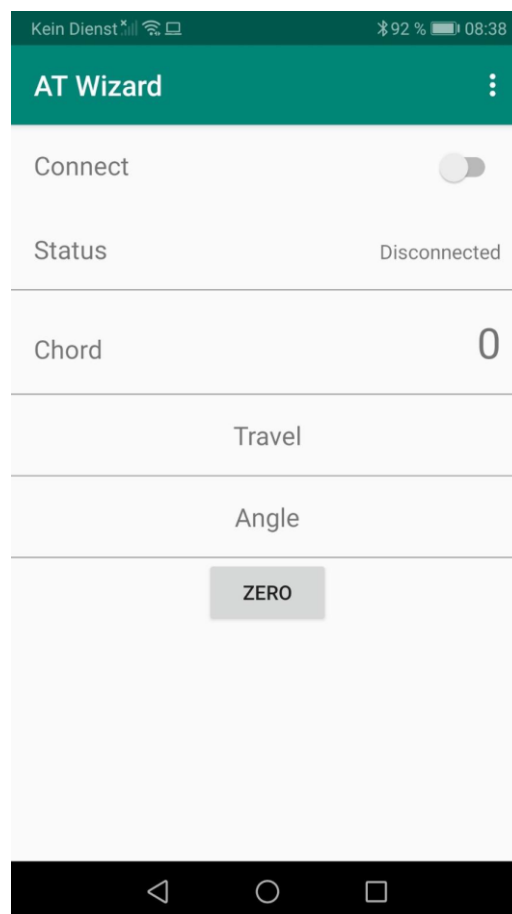 Kein Dienst 92 % 08:38
AT Wizard
Connect
Status Disconnected
Chord 0
Travel
Angle
ZERO